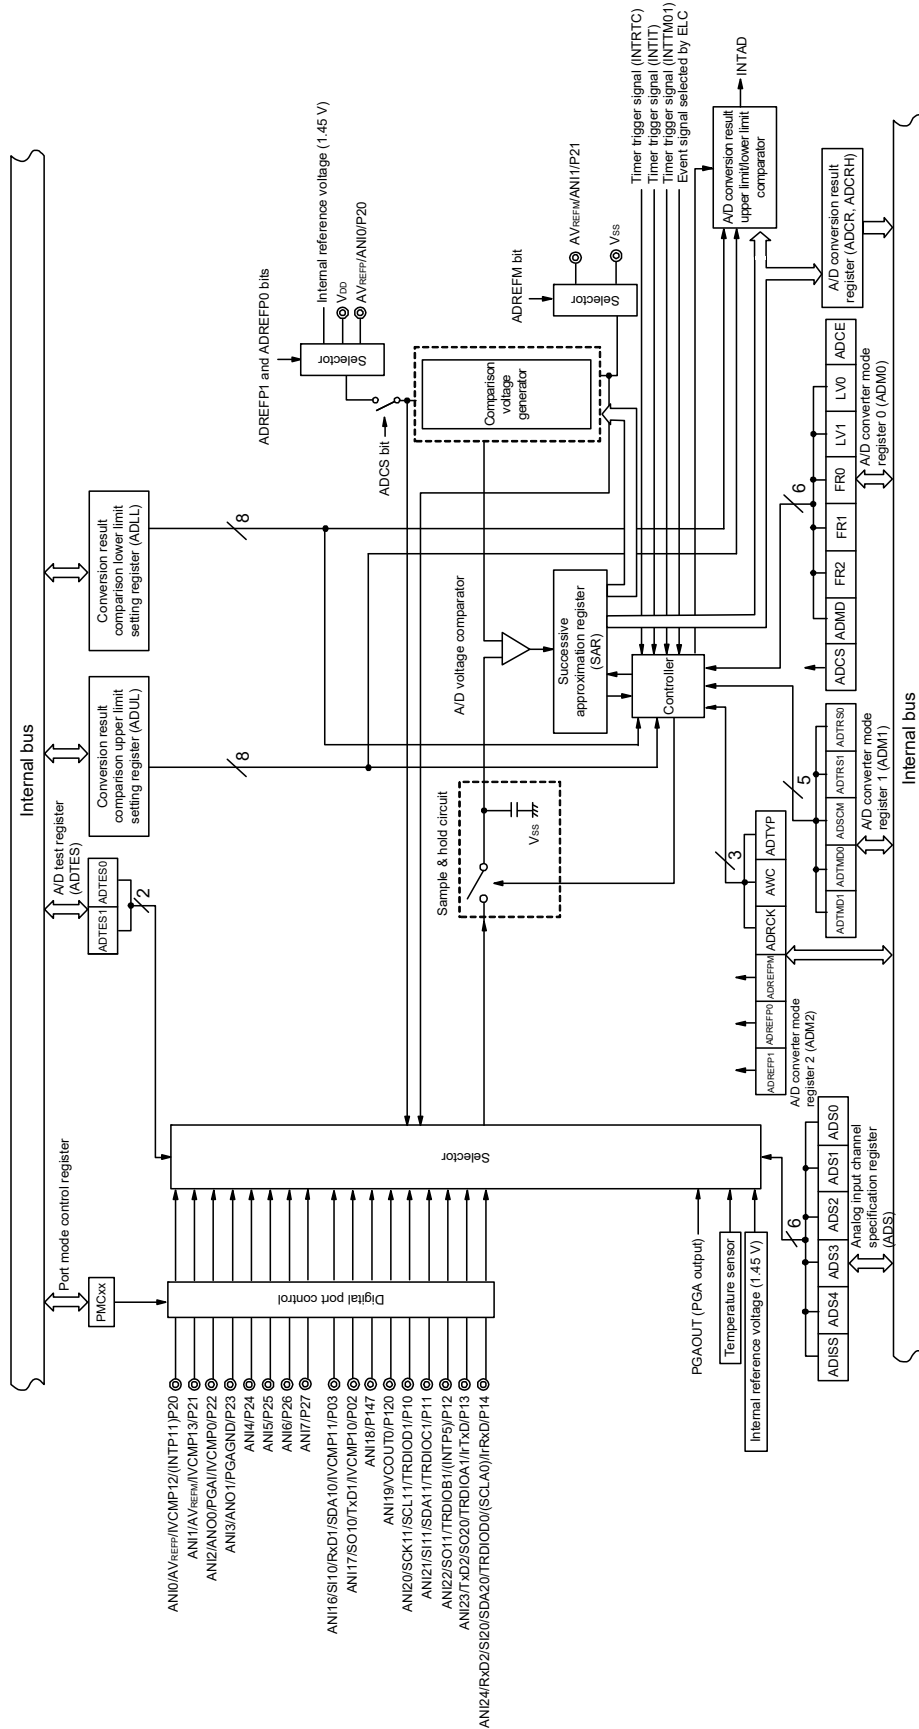 Internal bus
Port mode control register
PMCxx
A/D test register
(ADTES)
ADTES1
ADTES0
2
Conversion result
comparison upper limit
setting register (ADUL)
8
Conversion result
comparison lower limit
setting register (ADLL)
8
ADREFP1 and ADREFP0 bits
Selector
Internal reference voltage (1.45 V)
VDD
AVREFP/ANI0/P20
ADCS bit
ANI0/AVREFP/IVCMP12/(INTP11)P20
ANI1/AVREFM/IVCMP13/P21
ANI2/ANO0/PGAI/IVCMP0/P22
ANI3/ANO1/PGAGND/P23
ANI4/P24
ANI5/P25
ANI6/P26
ANI7/P27
ANI16/SI10/RxD1/SDA10/IVCMP11/P03
ANI17/SO10/TxD1/IVCMP10/P02
ANI18/P147
ANI19/VCOUT0/P120
ANI20/SCK11/SCL11/TRDIOD1/P10
ANI21/SI11/SDA11/TRDIOC1/P11
ANI22/SO11/TRDIOB1/(INTP5)/P12
ANI23/TxD2/SO20/TRDIOA1/IrTxD/P13
ANI24/RxD2/SI20/SDA20/TRDIOD0/(SCLA0)/IrRxD/P14
Digital port control
Selector
Sample & hold circuit
VSS
A/D voltage comparator
Comparison
voltage
generator
ADREFM bit
Selector
AVREFM/ANI1/P21
VSS
Successive
approximation register
(SAR)
Controller
Timer trigger signal (INTRTC)
Timer trigger signal (INTIT)
Timer trigger signal (INTTM01)
Event signal selected by ELC
A/D conversion result
upper limit/lower limit
comparator
INTAD
PGAOUT (PGA output)
Temperature sensor
Internal reference voltage (1.45 V)
6
ADISS
ADS4
ADS3
ADS2
ADS1
ADS0
Analog input channel
specification register
(ADS)
3
ADREFP1
ADREFP0
ADREFPM
ADRCK
AWC
ADTYP
A/D converter mode
register 2 (ADM2)
5
ADTMD1
ADTMD0
ADSCM
ADTRS1
ADTRS0
A/D converter mode
register 1 (ADM1)
6
ADCS
ADMD
FR2
FR1
FR0
LV1
LV0
ADCE
A/D converter mode
register 0 (ADM0)
A/D conversion result
register (ADCR, ADCRH)
Internal bus